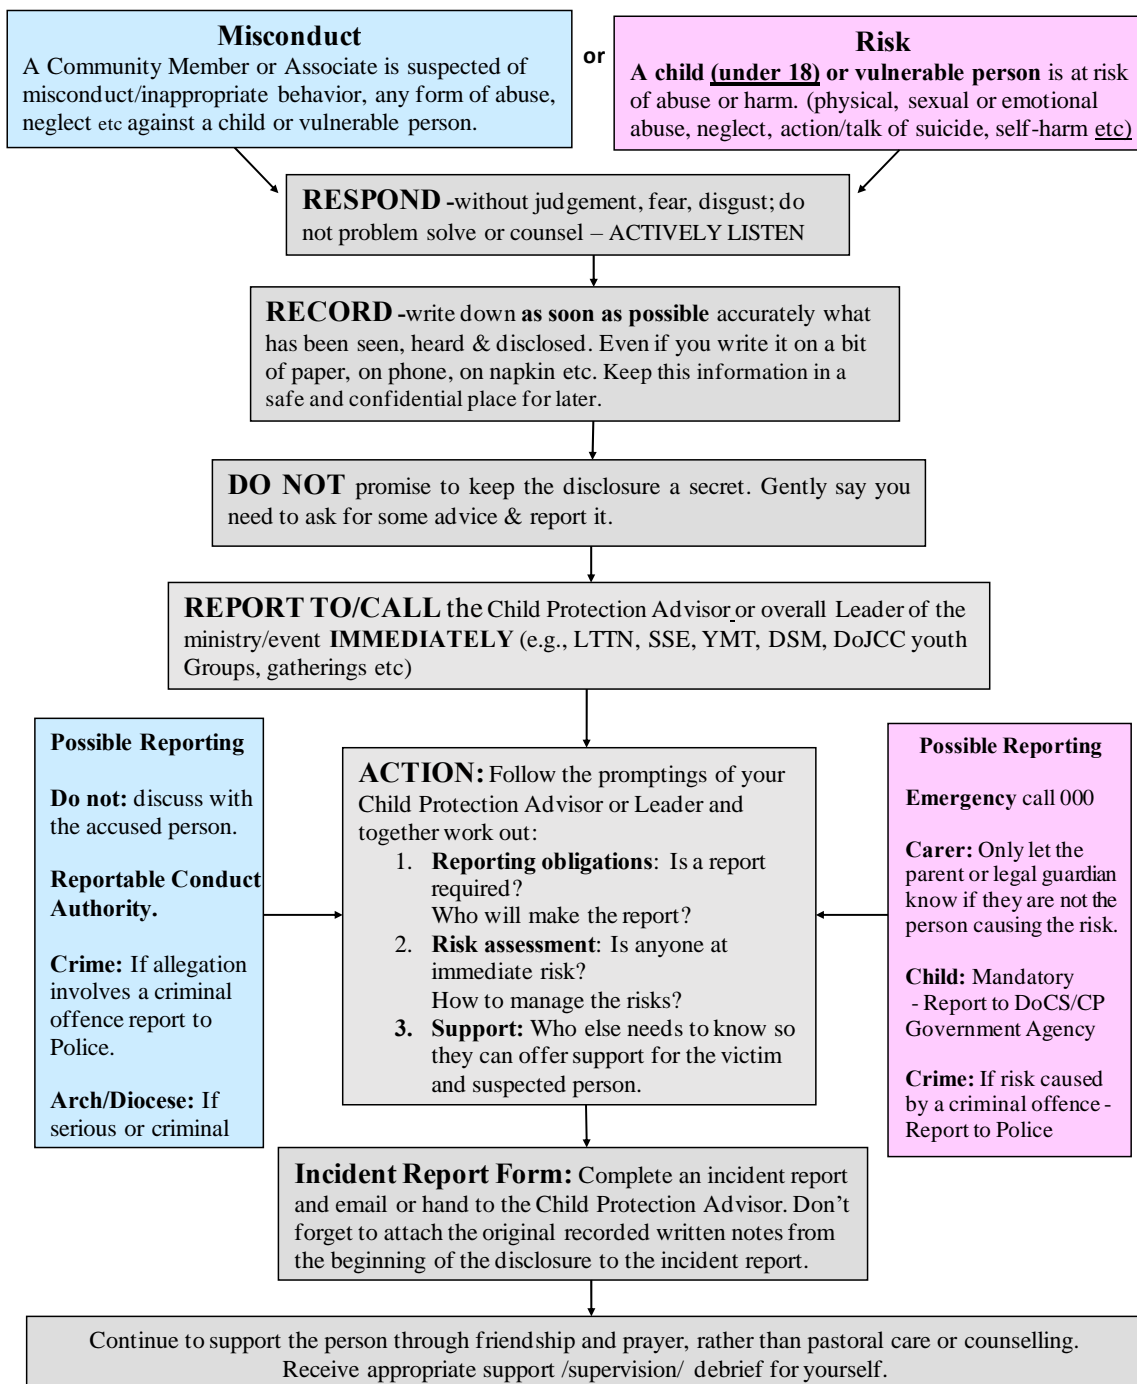 Misconduct
A Community Member or Associate is suspected of
misconduct/inappropriate behavior, any form of abuse,
neglect etc against a child or vulnerable person.
or
Risk
A child (under 18) or vulnerable person is at risk
of abuse or harm. (physical, sexual or emotional
abuse, neglect, action/talk of suicide, self-harm etc)
RESPOND -without judgement, fear, disgust; do
not problem solve or counsel – ACTIVELY LISTEN
RECORD -write down as soon as possible accurately what
has been seen, heard & disclosed. Even if you write it on a bit
of paper, on phone, on napkin etc. Keep this information in a
safe and confidential place for later.
DO NOT promise to keep the disclosure a secret. Gently say you
need to ask for some advice & report it.
REPORT TO/CALL the Child Protection Advisor or overall Leader of the
ministry/event IMMEDIATELY (e.g., LTTN, SSE, YMT, DSM, DoJCC youth
Groups, gatherings etc)
Possible Reporting
Do not: discuss with
the accused person.
Reportable Conduct
Authority.
Crime: If allegation
involves a criminal
offence report to
Police.
Arch/Diocese: If
serious or criminal
ACTION: Follow the promptings of your
Child Protection Advisor or Leader and
together work out:
1. Reporting obligations: Is a report
required?
Who will make the report?
2. Risk assessment: Is anyone at
immediate risk?
How to manage the risks?
3. Support: Who else needs to know so
they can offer support for the victim
and suspected person.
Possible Reporting
Emergency call 000
Carer: Only let the
parent or legal guardian
know if they are not the
person causing the risk.
Child: Mandatory
- Report to DoCS/CP
Government Agency
Crime: If risk caused
by a criminal offence -
Report to Police
Incident Report Form: Complete an incident report
and email or hand to the Child Protection Advisor. Don’t
forget to attach the original recorded written notes from
the beginning of the disclosure to the incident report.
Continue to support the person through friendship and prayer, rather than pastoral care or counselling.
Receive appropriate support /supervision/ debrief for yourself.